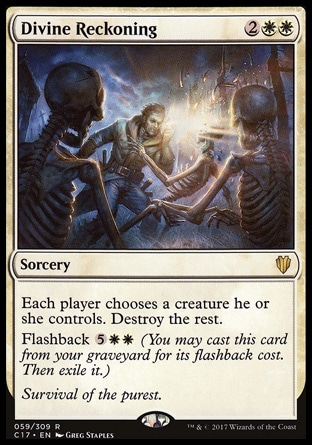 Divine Reckoning 2
Sorcery
Each player chooses a creature he or
she controls. Destroy the rest.
Flashback 5 (You may cast this card
from your graveyard for its flashback cost.
Then exile it.)
Survival of the purest.
059/309 R
C17 • EN GREG STAPLES
™ & © 2017 Wizards of the Coast